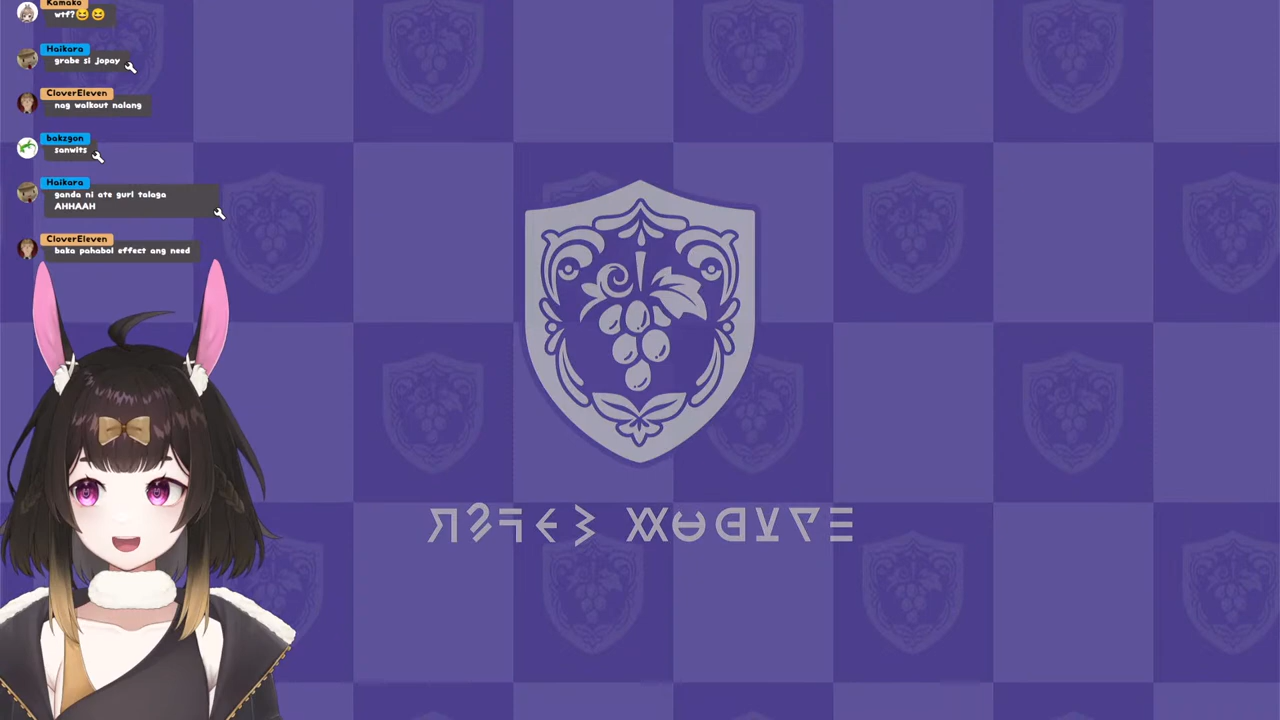 Kamako
wtf?😆😆
Haikara
grabe si jopay
CloverEleven
nag walkout nalang
bakzgon
sanwits
Haikara
ganda ni ate gurl talaga
AHHAAH
CloverEleven
baka pahabol effect ang need